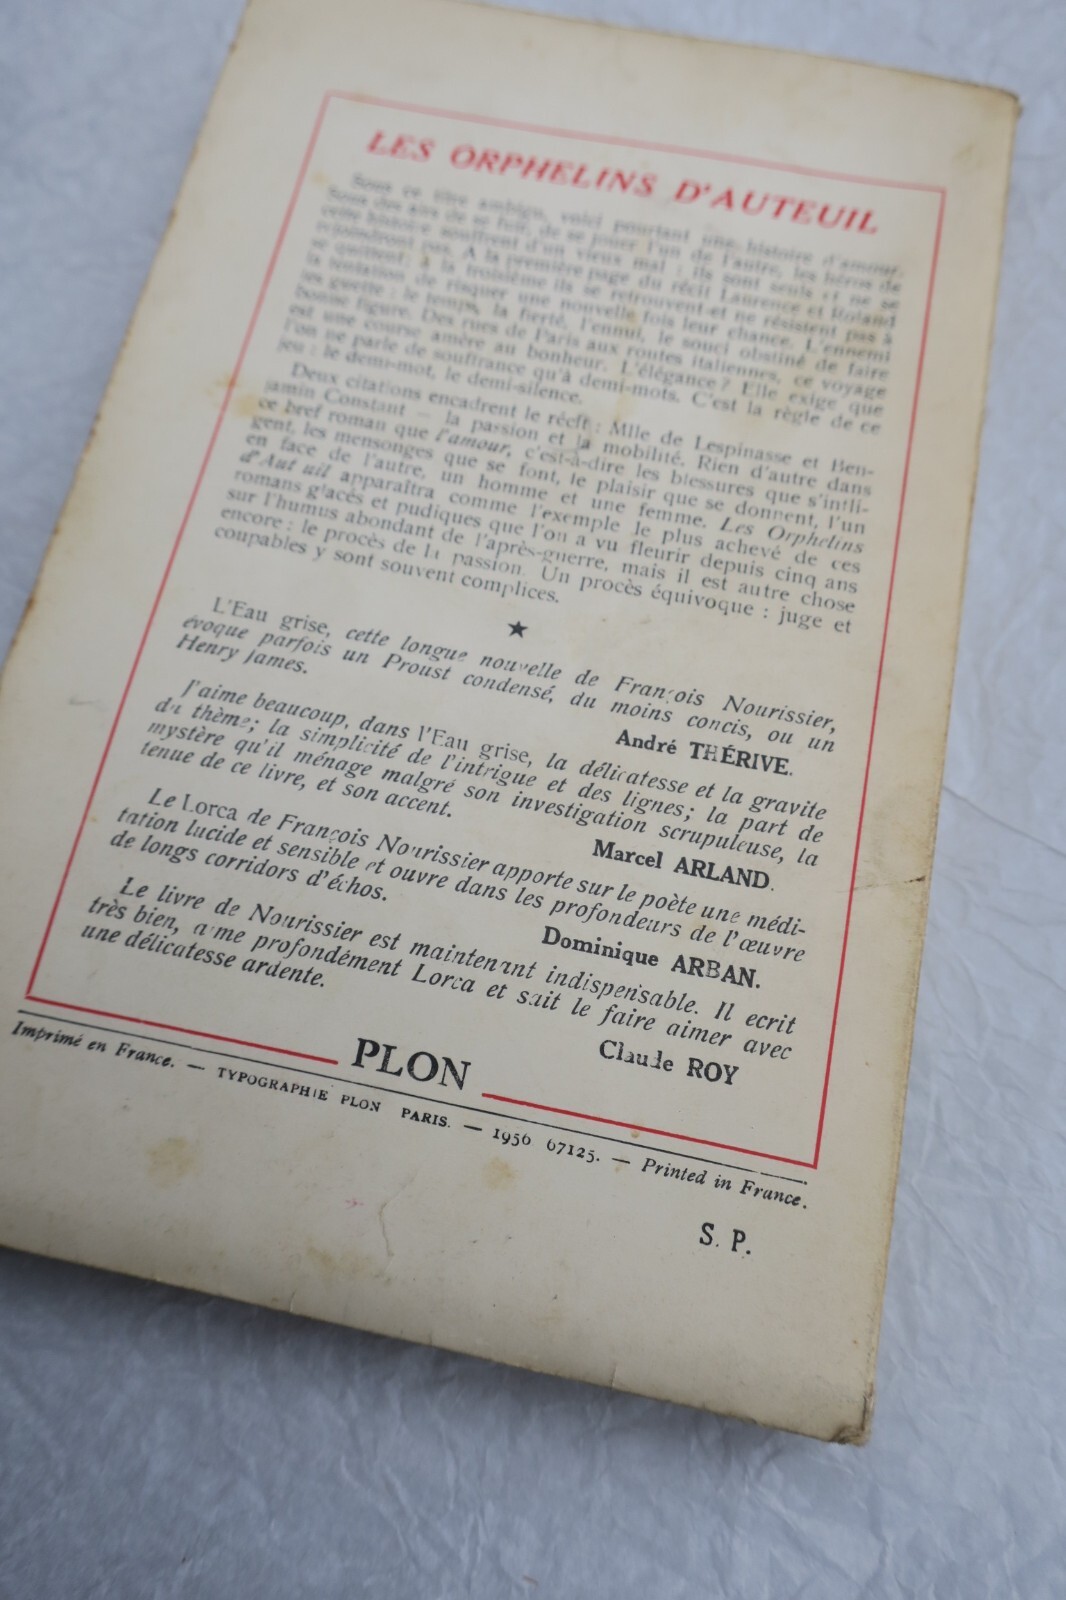 LES ORPHELINS D'AUTEUIL
Sous ce titre ambigu, voici pourtant une histoire d'amour.
Sous des airs de se fuir, de se jouer l'un de l'autre, les héros de
cette histoire souffrent d'un vieux mal : ils sont seuls et ne se
rejoindront pas. A la première page du récit Laurence et Roland
se quittent; à la troisième ils se retrouvent et ne résistent pas à
la tentation de risquer une nouvelle fois leur chance. L'ennemi
les guette : le temps, la fierté, l'ennui, le souci obstiné de faire
bonne figure. Des rues de Paris aux routes italiennes, ce voyage
est une course amère au bonheur. L'élégance? Elle exige que
l'on ne parle de souffrance qu'à demi-mots. C'est la règle de ce
jeu : le demi-mot, le demi-silence.
Deux citations encadrent le récit : Mlle de Lespinasse et Ben-
jamin Constant — la passion et la mobilité. Rien d'autre dans
ce bref roman que l'amour, c'est-à-dire les blessures que s'infli-
gent, les mensonges que se font, le plaisir que se donnent, l'un
en face de l'autre, un homme et une femme. Les Orphelins
d'Aut uil apparaîtra comme l'exemple le plus achevé de ces
romans glacés et pudiques que l'on a vu fleurir depuis cinq ans
sur l'humus abondant de l'après-guerre, mais il est autre chose
encore : le procès de la passion. Un procès équivoque : juge et
coupables y sont souvent complices.
★
L'Eau grise, cette longue nouvelle de François Nourissier,
évoque parfois un Proust condensé, du moins concis, ou un
Henry James.
André THÉRIVE.
J'aime beaucoup, dans l'Eau grise, la délicatesse et la gravite
du thème; la simplicité de l'intrigue et des lignes; la part de
mystère qu'il ménage malgré son investigation scrupuleuse, la
tenue de ce livre, et son accent.
Marcel ARLAND.
Le Lorca de François Nourissier apporte sur le poète une médi-
tation lucide et sensible et ouvre dans les profondeurs de l'œuvre
de longs corridors d'échos.
Dominique ARBAN.
Le livre de Nourissier est maintenant indispensable. Il ecrit
très bien, aime profondément Lorca et sait le faire aimer avec
une délicatesse ardente.
Claude ROY
PLON
Imprimé en France. — TYPOGRAPHIE PLON PARIS. — 1956 67125. — Printed in France.
S. P.